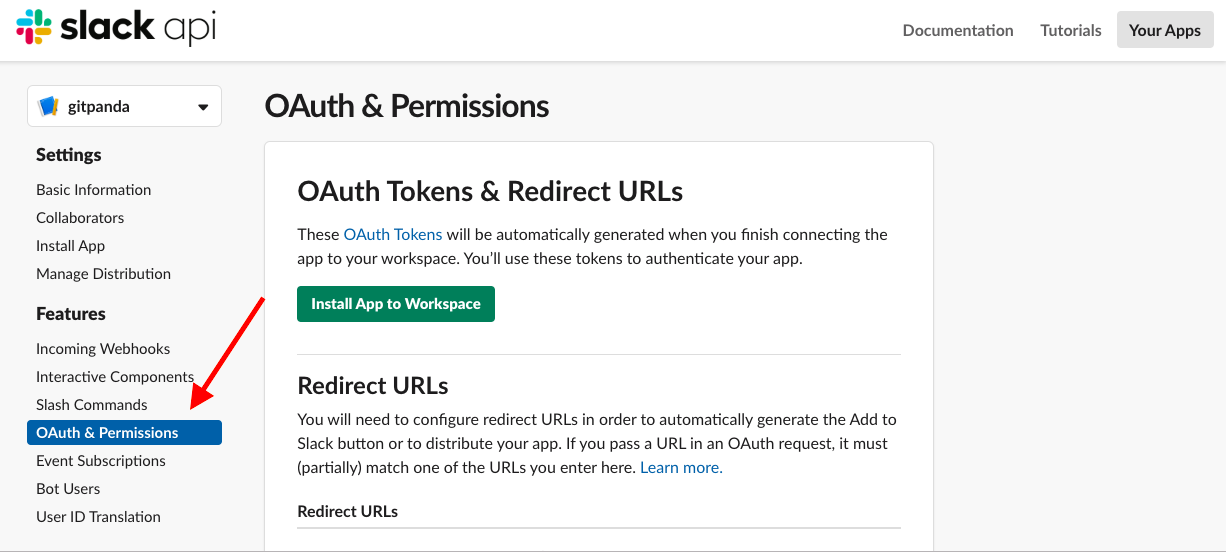 slack api
Documentation
Tutorials
Your Apps
gitpanda
Settings
Basic Information
Collaborators
Install App
Manage Distribution
Features
Incoming Webhooks
Interactive Components
Slash Commands
OAuth & Permissions
Event Subscriptions
Bot Users
User ID Translation
OAuth & Permissions
OAuth Tokens & Redirect URLs
These OAuth Tokens will be automatically generated when you finish connecting the
app to your workspace. You’ll use these tokens to authenticate your app.
Install App to Workspace
Redirect URLs
You will need to configure redirect URLs in order to automatically generate the Add to
Slack button or to distribute your app. If you pass a URL in an OAuth request, it must
(partially) match one of the URLs you enter here. Learn more.
Redirect URLs